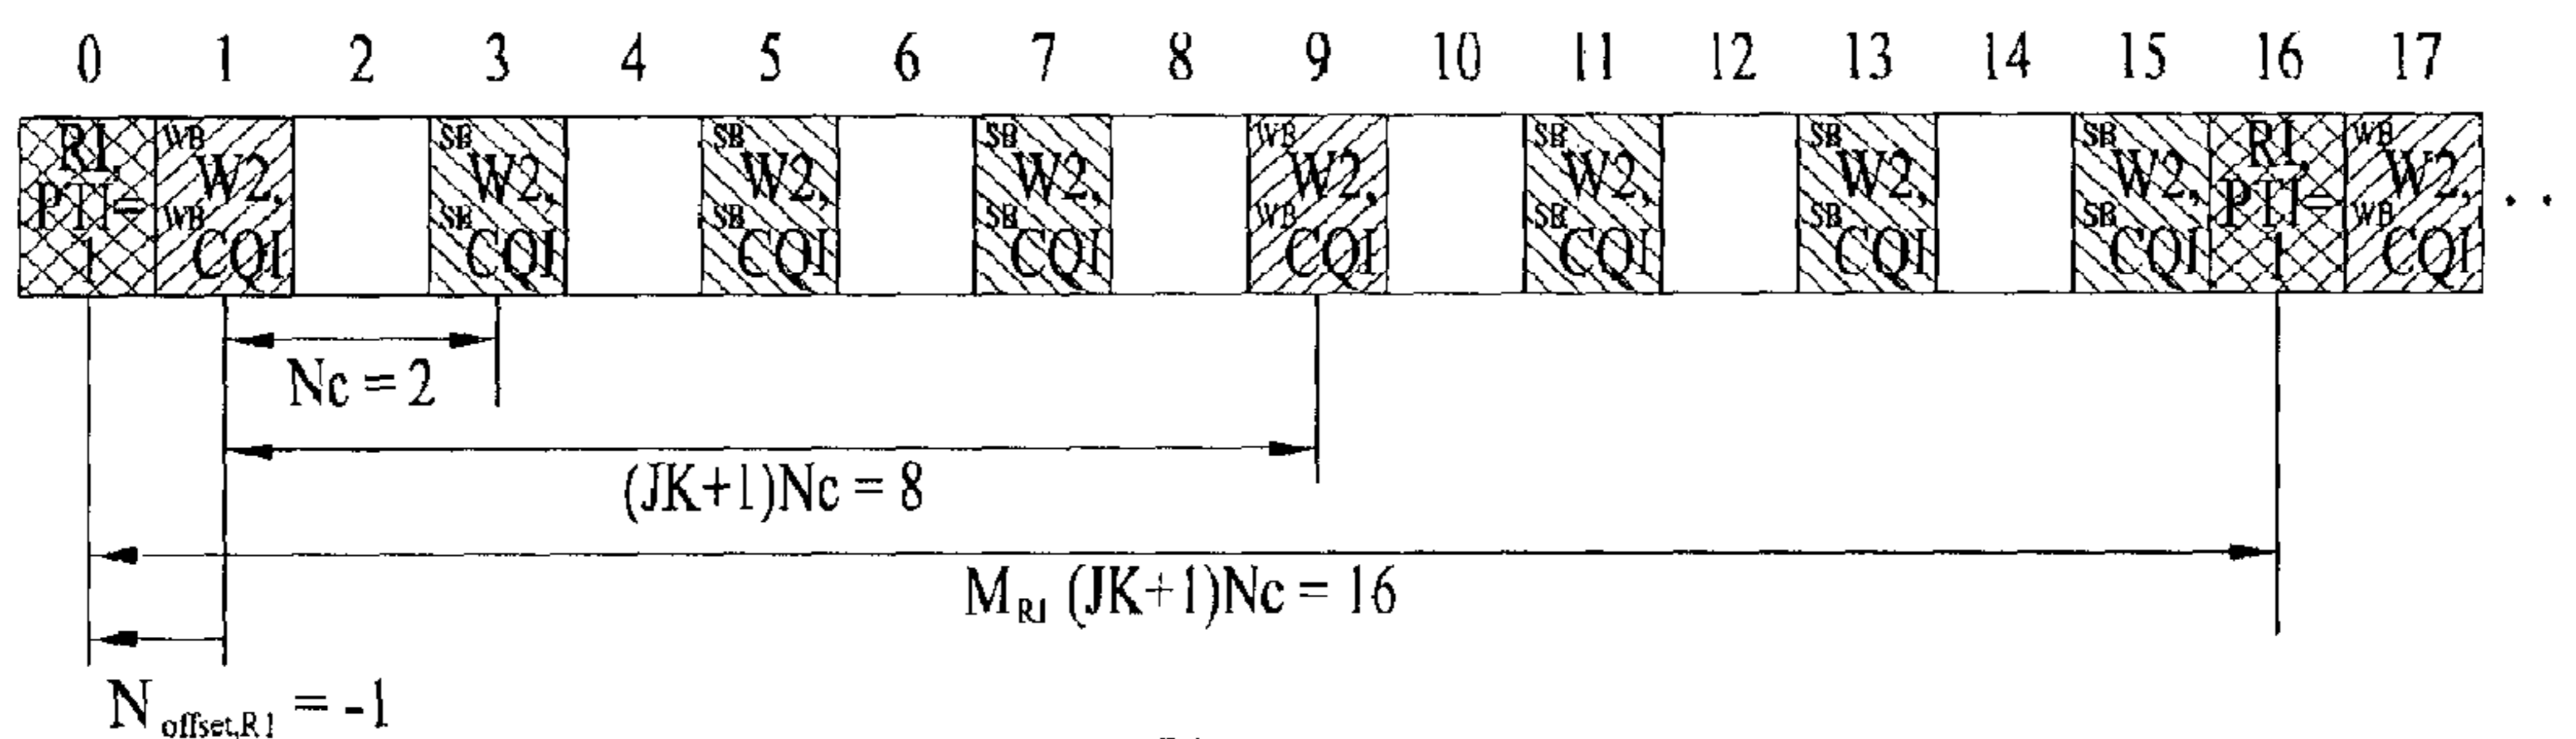 0 1 2 3 4 5 6 7 8 9 10 11 12 13 14 15 16 17
RI, PTI= 1
WB W2, WB CQI
SB W2, SB CQI
SB W2, SB CQI
SB W2, SB CQI
WB W2, WB CQI
SB W2, SB CQI
SB W2, SB CQI
SB W2, SB CQI
RI, PTI= 1
WB W2, WB CQI
. .
Nc = 2
(JK+1)Nc = 8
M RI (JK+1)Nc = 16
N offset,RI = -1